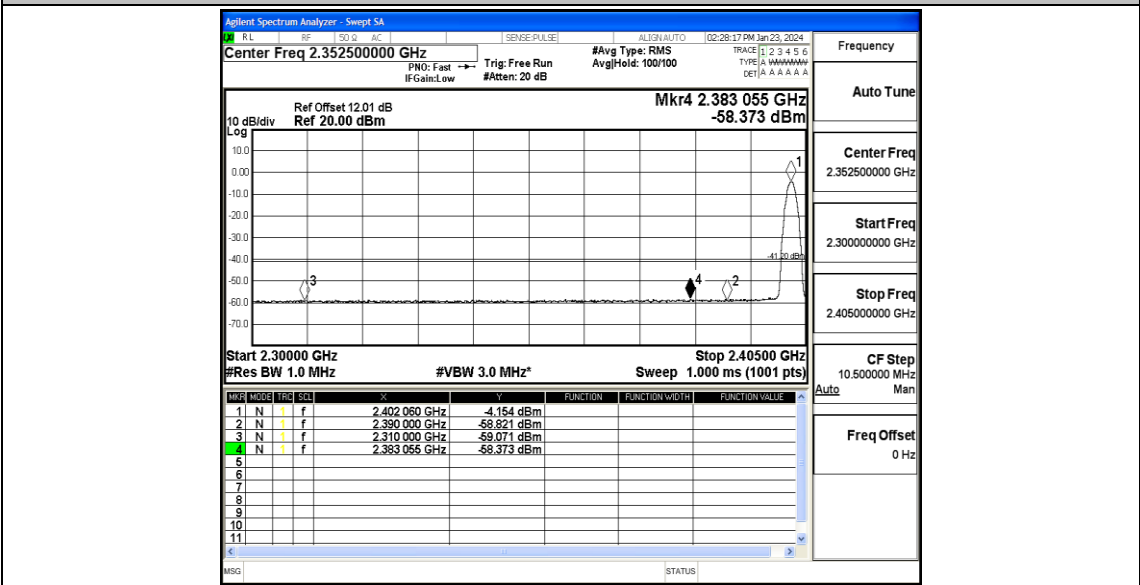 Agilent Spectrum Analyzer - Swept SA
RL RF 50 Ω AC SENSE:PULSE ALIGNAUTO 02:28:17 PM Jan 23, 2024
Center Freq 2.352500000 GHz
PNO: Fast
IFGain:Low
Trig: Free Run
#Atten: 20 dB
#Avg Type: RMS
Avg|Hold: 100/100
TRACE 1 2 3 4 5 6
TYPE A WWWWW
DET A A A A A A
Ref Offset 12.01 dB
10 dB/div Ref 20.00 dBm
Log
Mkr4 2.383 055 GHz
-58.373 dBm
10.0
0.00
-10.0
-20.0
-30.0
-40.0
-50.0
-60.0
-70.0
1
-41.20 dBm
3
4
2
Start 2.30000 GHz Stop 2.40500 GHz
#Res BW 1.0 MHz #VBW 3.0 MHz* Sweep 1.000 ms (1001 pts)
MKR MODE TRC SCL X Y FUNCTION FUNCTION WIDTH FUNCTION VALUE
1 N 1 f 2.402 060 GHz -4.154 dBm
2 N 1 f 2.390 000 GHz -58.821 dBm
3 N 1 f 2.310 000 GHz -59.071 dBm
4 N 1 f 2.383 055 GHz -58.373 dBm
5
6
7
8
9
10
11
MSG STATUS
Frequency
Auto Tune
Center Freq
2.352500000 GHz
Start Freq
2.300000000 GHz
Stop Freq
2.405000000 GHz
CF Step
10.500000 MHz
Auto Man
Freq Offset
0 Hz